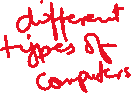 different
types of
computers